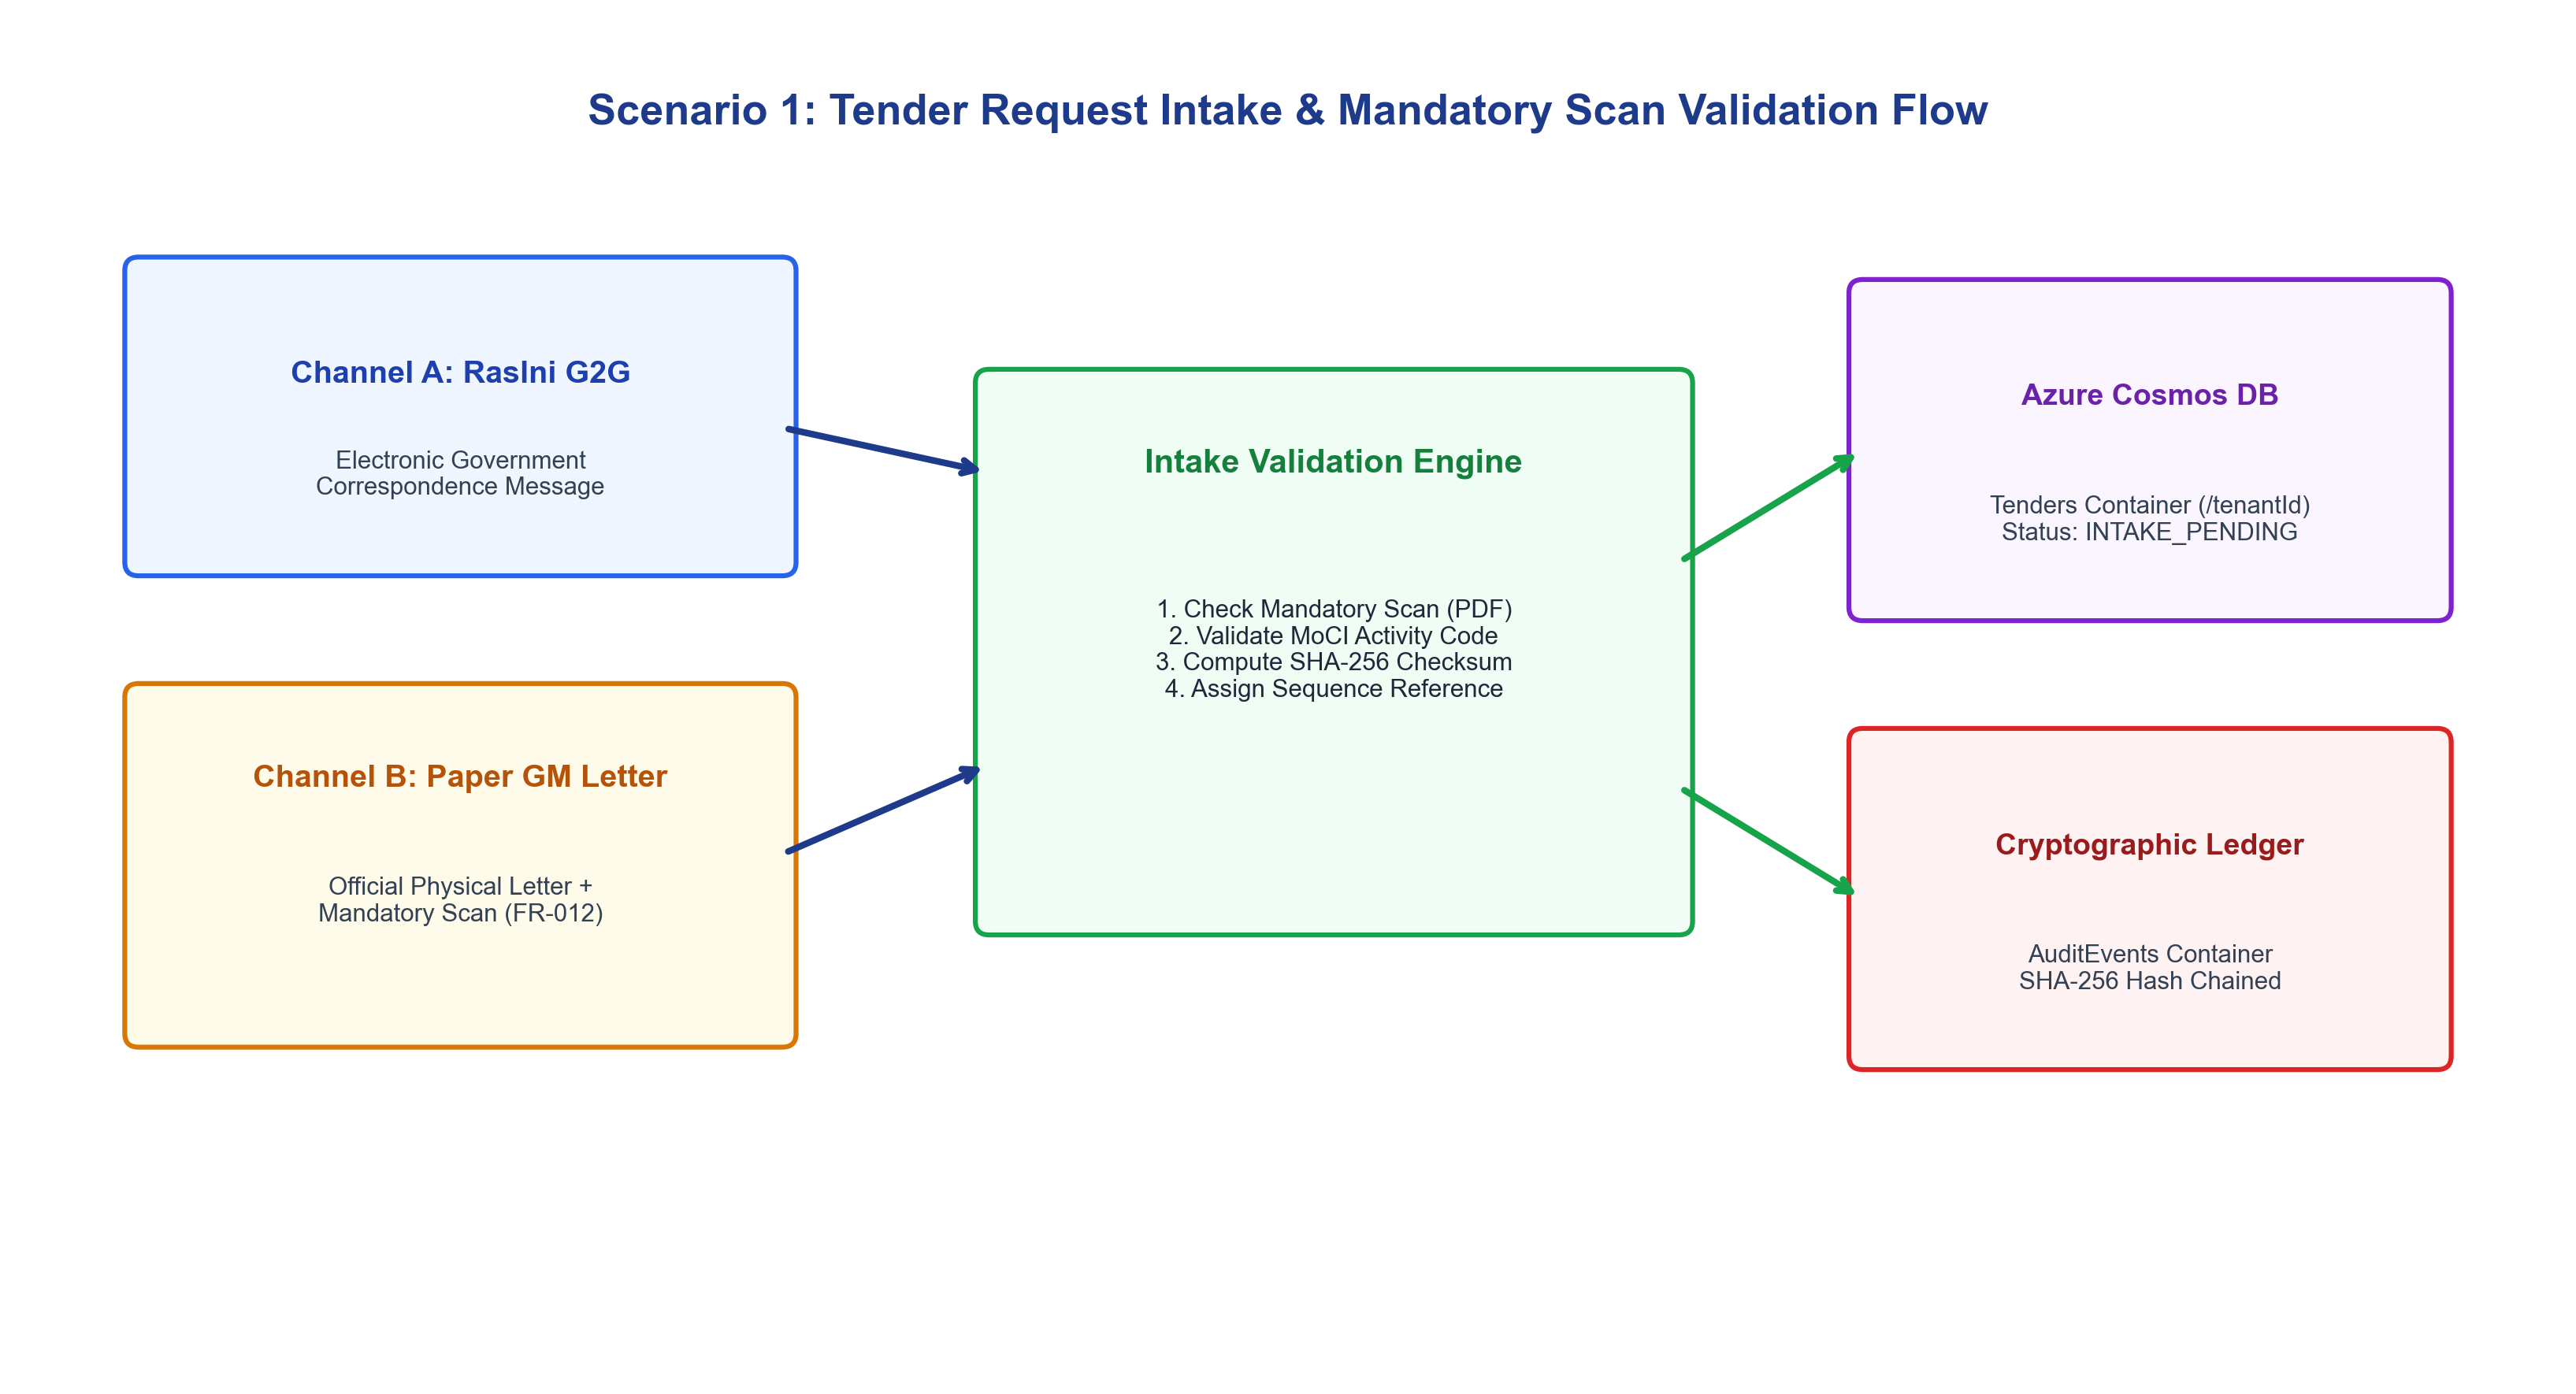 Scenario 1: Tender Request Intake & Mandatory Scan Validation Flow
Channel A: Raslni G2G
Electronic Government
Correspondence Message
Channel B: Paper GM Letter
Official Physical Letter +
Mandatory Scan (FR-012)
Intake Validation Engine
1. Check Mandatory Scan (PDF)
2. Validate MoCI Activity Code
3. Compute SHA-256 Checksum
4. Assign Sequence Reference
Azure Cosmos DB
Tenders Container (/tenantId)
Status: INTAKE_PENDING
Cryptographic Ledger
AuditEvents Container
SHA-256 Hash Chained